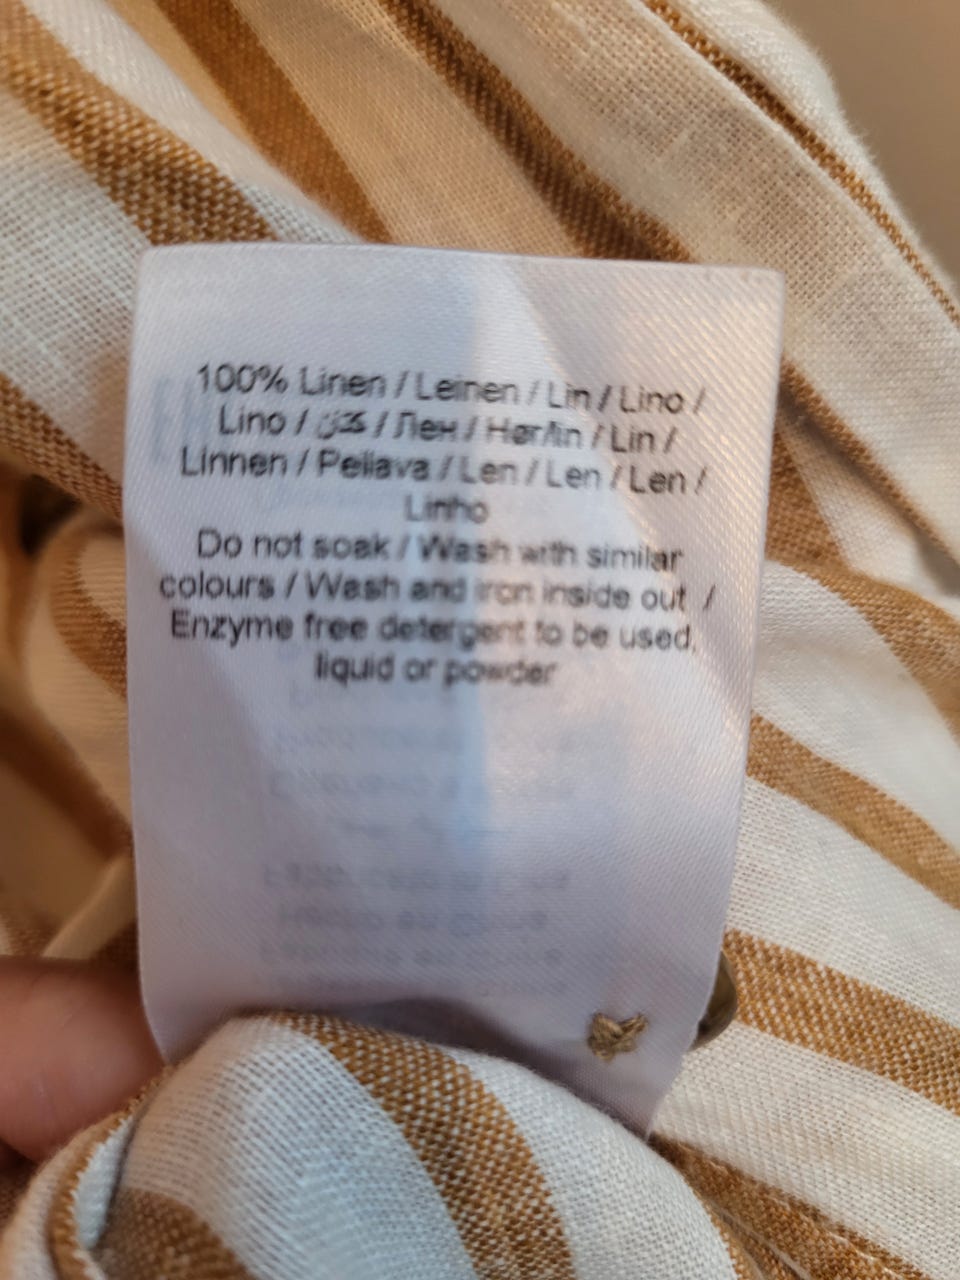 100% Linen / Leinen / Lin / Lino /
Lino / كتان / Лен / Hør/lin / Lin /
Linnen / Pellava / Len / Len / Len /
Linho
Do not soak / Wash with similar
colours / Wash and iron inside out /
Enzyme free detergent to be used,
liquid or powder